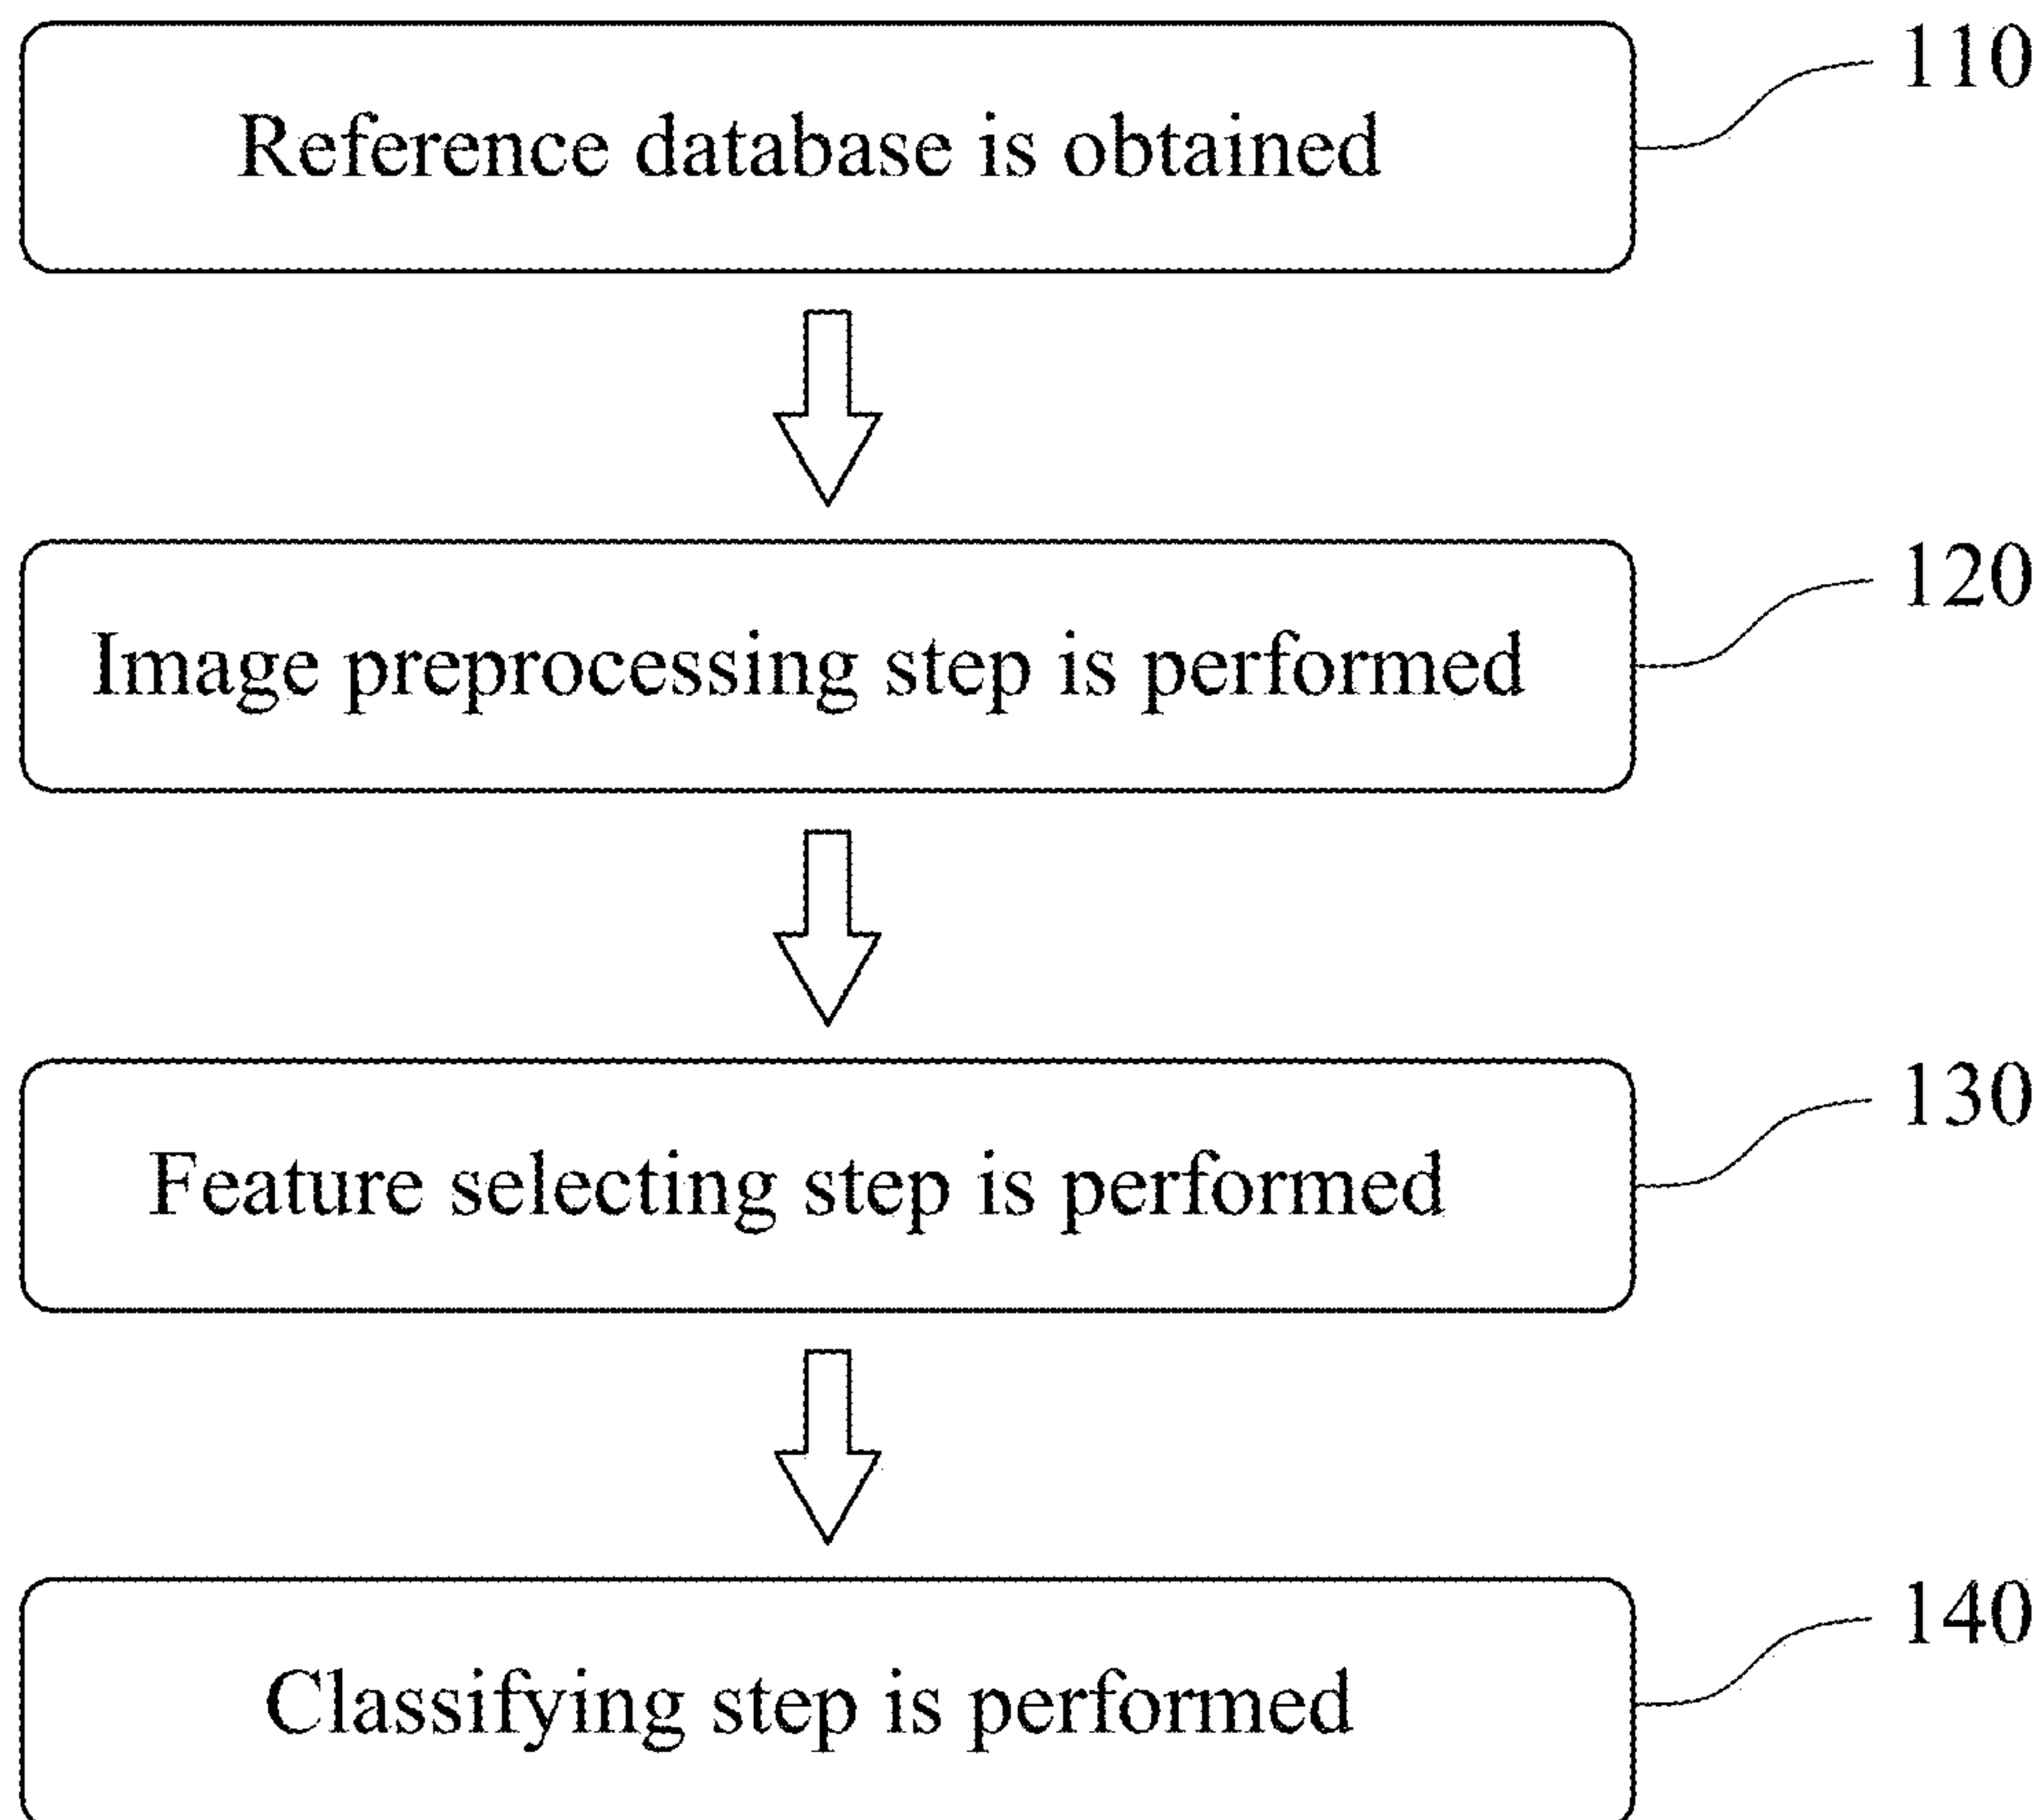 110
Reference database is obtained
120
Image preprocessing step is performed
130
Feature selecting step is performed
140
Classifying step is performed